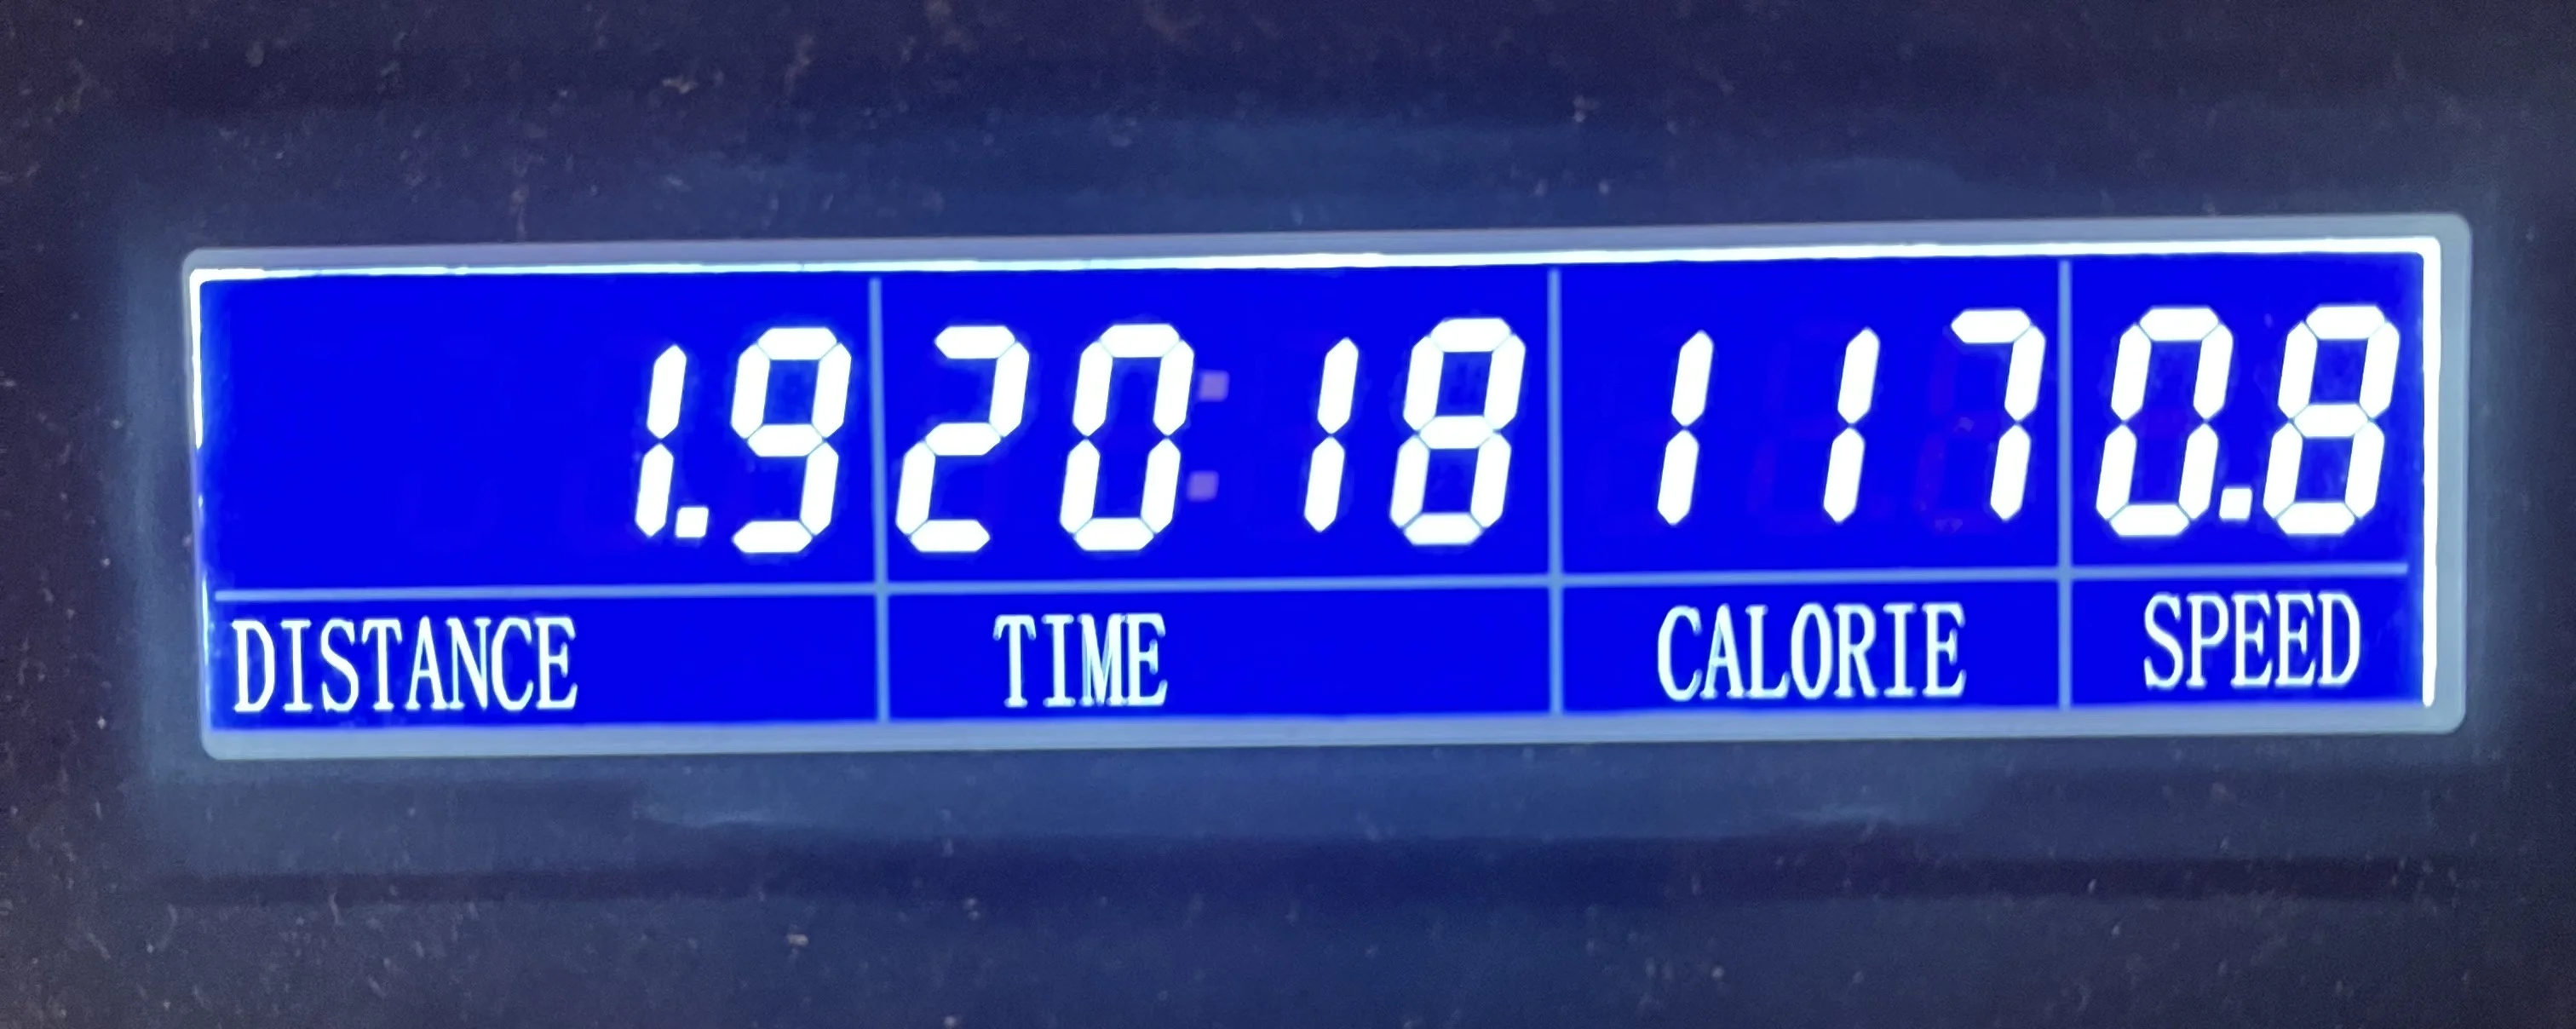 1.9 20:18 117 0.8
DISTANCE TIME CALORIE SPEED